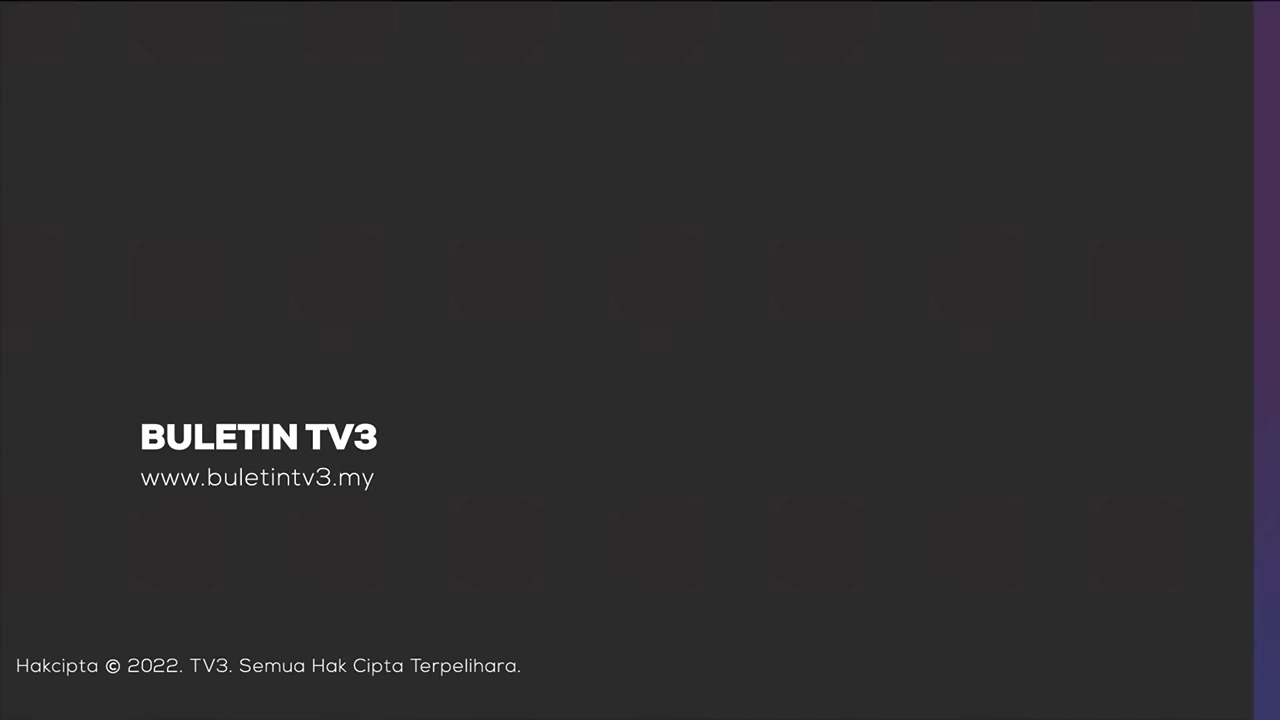 BULETIN TV3
www.buletintv3.my
Hakcipta © 2022. TV3. Semua Hak Cipta Terpelihara.